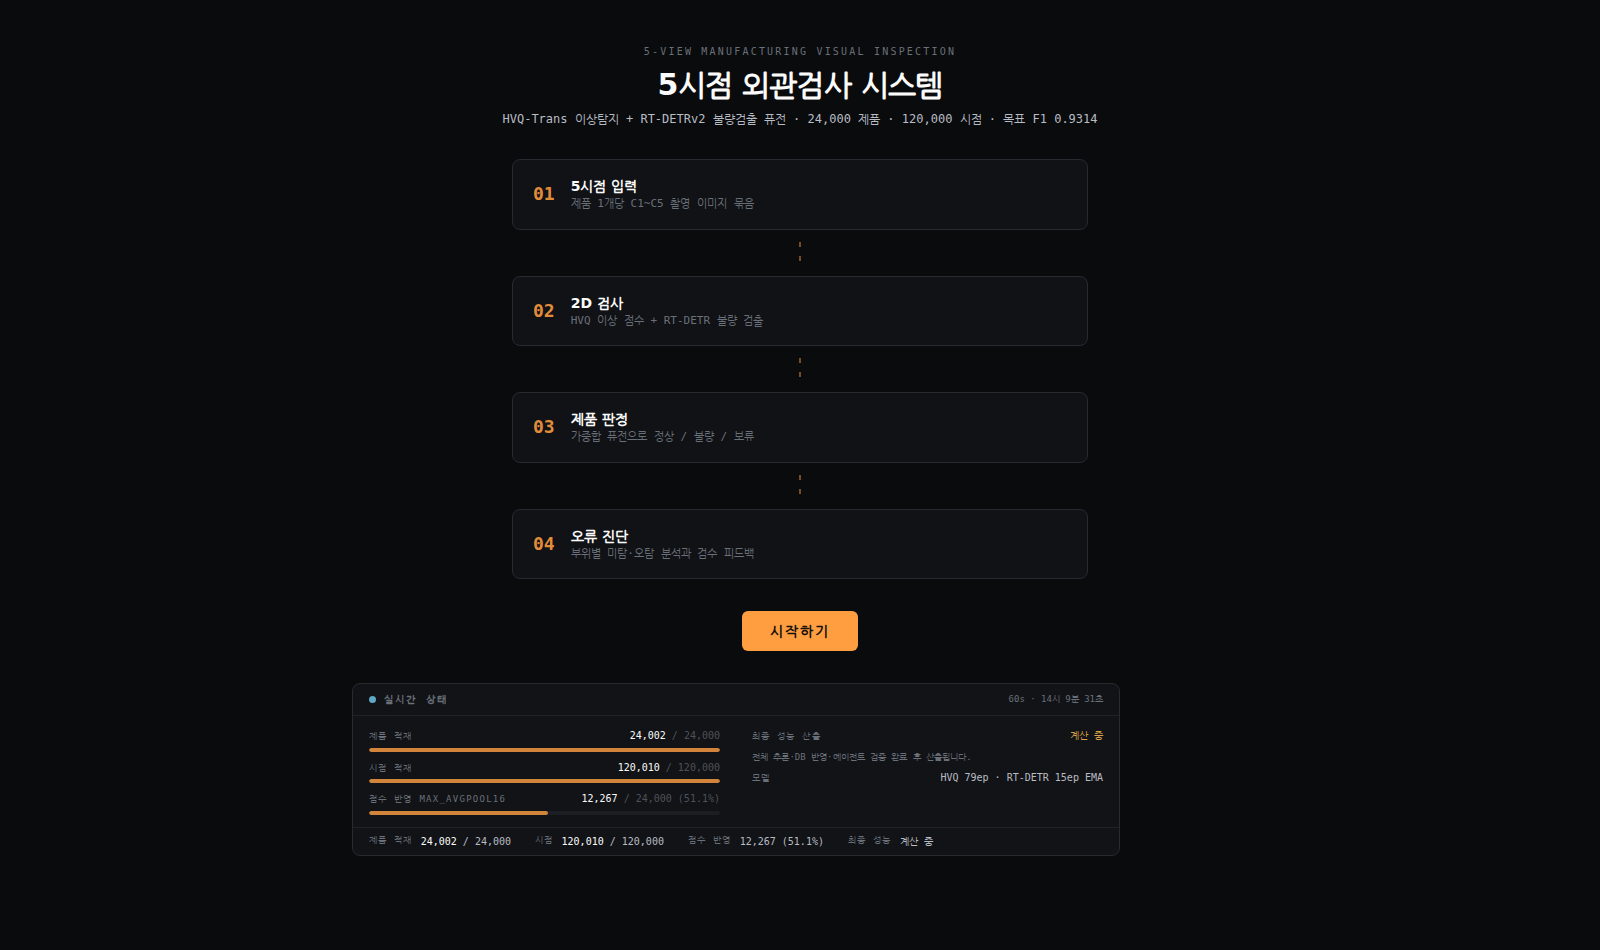 5-VIEW MANUFACTURING VISUAL INSPECTION
5시점 외관검사 시스템
HVQ-Trans 이상탐지 + RT-DETRv2 불량검출 퓨전 · 24,000 제품 · 120,000 시점 · 목표 F1 0.9314
01
5시점 입력
제품 1개당 C1~C5 촬영 이미지 묶음
02
2D 검사
HVQ 이상 점수 + RT-DETR 불량 검출
03
제품 판정
가중합 퓨전으로 정상 / 불량 / 보류
04
오류 진단
부위별 미탐·오탐 분석과 검수 피드백
시작하기
실시간 상태
60s · 14시 9분 31초
제품 적재 24,002 / 24,000
시점 적재 120,010 / 120,000
점수 반영 MAX_AVGPOOL16 12,267 / 24,000 (51.1%)
최종 성능 산출 계산 중
전체 추론·DB 반영·에이전트 검증 완료 후 산출됩니다.
모델 HVQ 79ep · RT-DETR 15ep EMA
제품 적재 24,002 / 24,000 시점 120,010 / 120,000 점수 반영 12,267 (51.1%) 최종 성능 계산 중